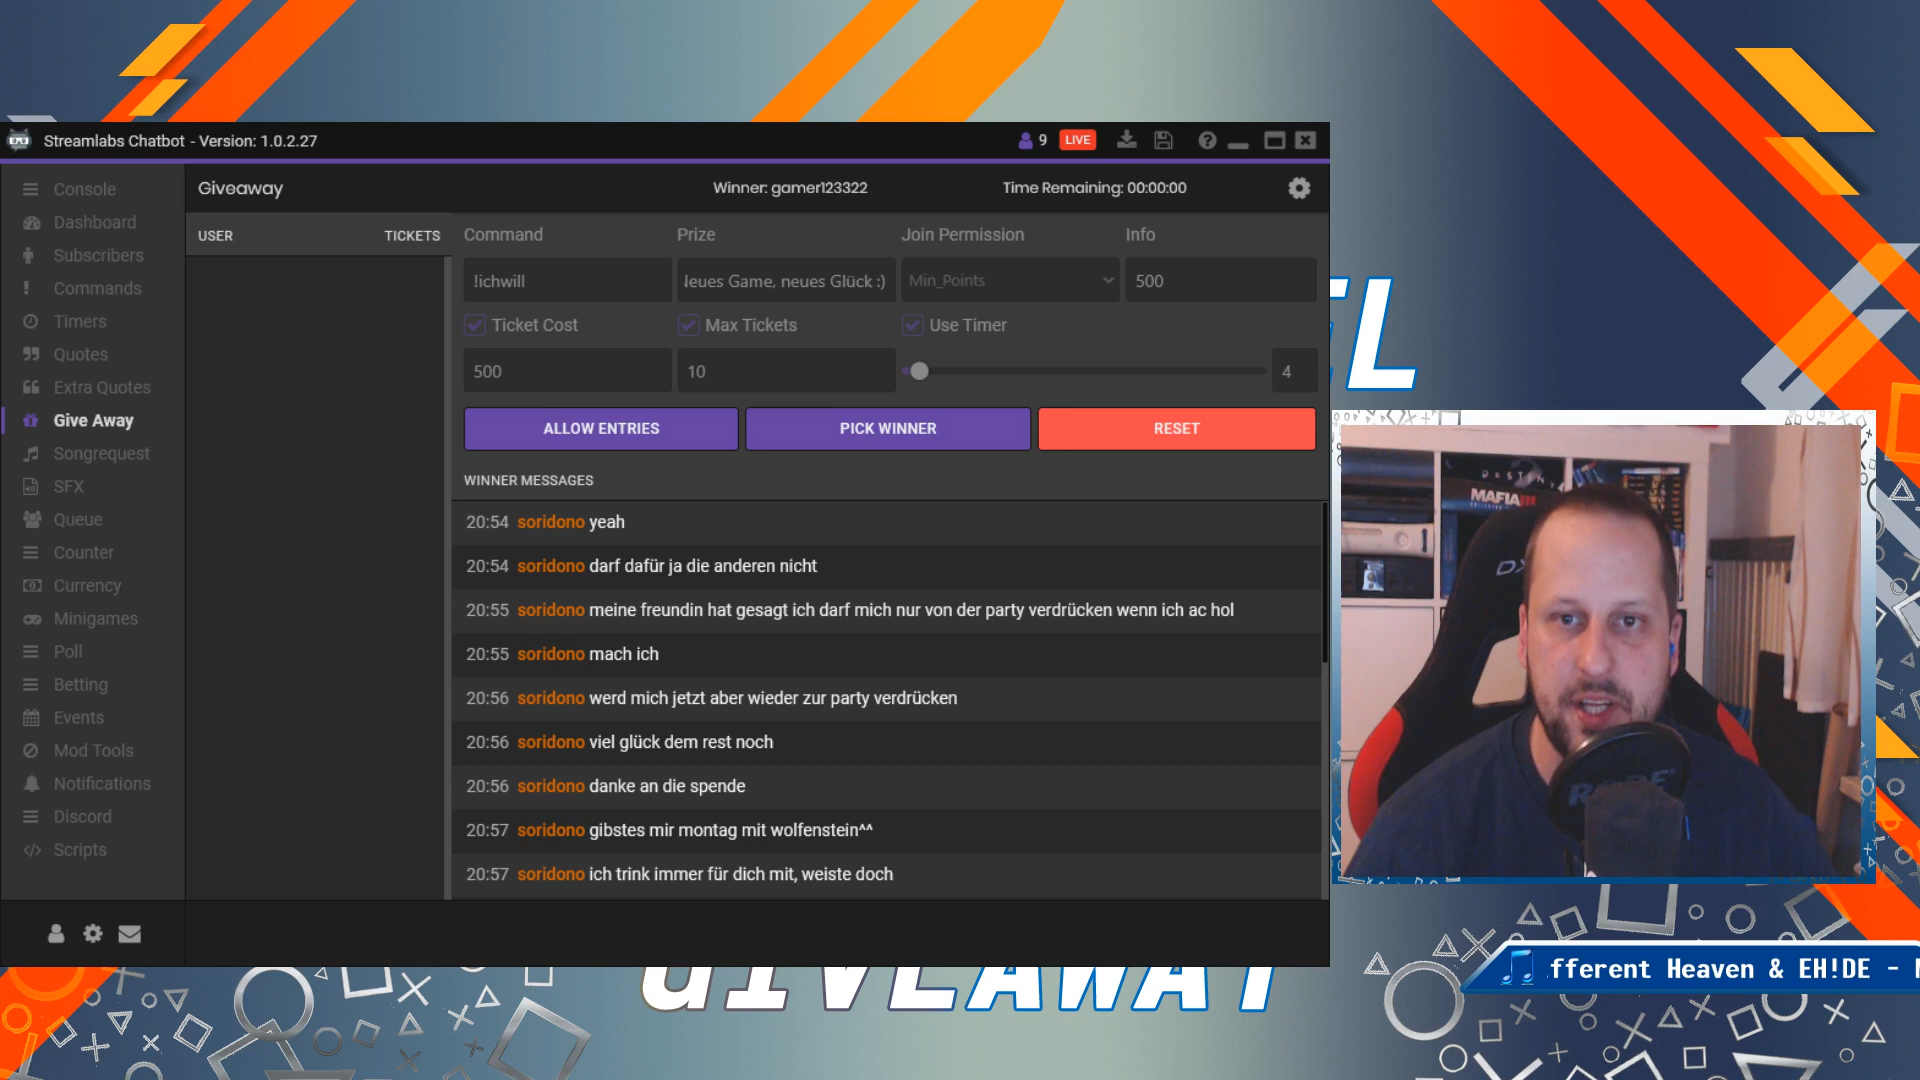 Streamlabs Chatbot - Version: 1.0.2.27
9
LIVE
Console
Dashboard
Subscribers
Commands
Timers
Quotes
Extra Quotes
Give Away
Songrequest
SFX
Queue
Counter
Currency
Minigames
Poll
Betting
Events
Mod Tools
Notifications
Discord
Scripts
Giveaway
Winner: gamer123322
Time Remaining: 00:00:00
USER TICKETS
Command Prize Join Permission Info
!ichwill
leues Game, neues Glück :)
Min_Points
500
Ticket Cost Max Tickets Use Timer
500
10
4
ALLOW ENTRIES
PICK WINNER
RESET
WINNER MESSAGES
20:54 soridono yeah
20:54 soridono darf dafür ja die anderen nicht
20:55 soridono meine freundin hat gesagt ich darf mich nur von der party verdrücken wenn ich ac hol
20:55 soridono mach ich
20:56 soridono werd mich jetzt aber wieder zur party verdrücken
20:56 soridono viel glück dem rest noch
20:56 soridono danke an die spende
20:57 soridono gibstes mir montag mit wolfenstein^^
20:57 soridono ich trink immer für dich mit, weiste doch
EL
DESTINY
MAFIA III
DX
RODE
fferent Heaven & EH!DE -
GIVEAWAY